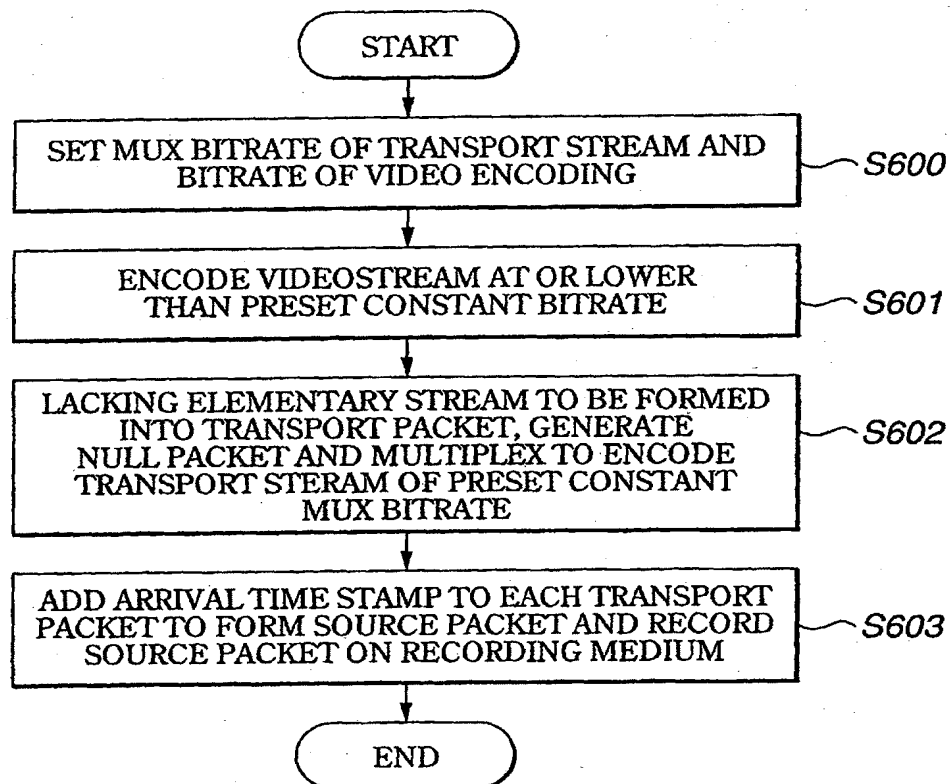 START
SET MUX BITRATE OF TRANSPORT STREAM AND
BITRATE OF VIDEO ENCODING
S600
ENCODE VIDEOSTREAM AT OR LOWER
THAN PRESET CONSTANT BITRATE
S601
LACKING ELEMENTARY STREAM TO BE FORMED
INTO TRANSPORT PACKET, GENERATE
NULL PACKET AND MULTIPLEX TO ENCODE
TRANSPORT STERAM OF PRESET CONSTANT
MUX BITRATE
S602
ADD ARRIVAL TIME STAMP TO EACH TRANSPORT
PACKET TO FORM SOURCE PACKET AND RECORD
SOURCE PACKET ON RECORDING MEDIUM
S603
END